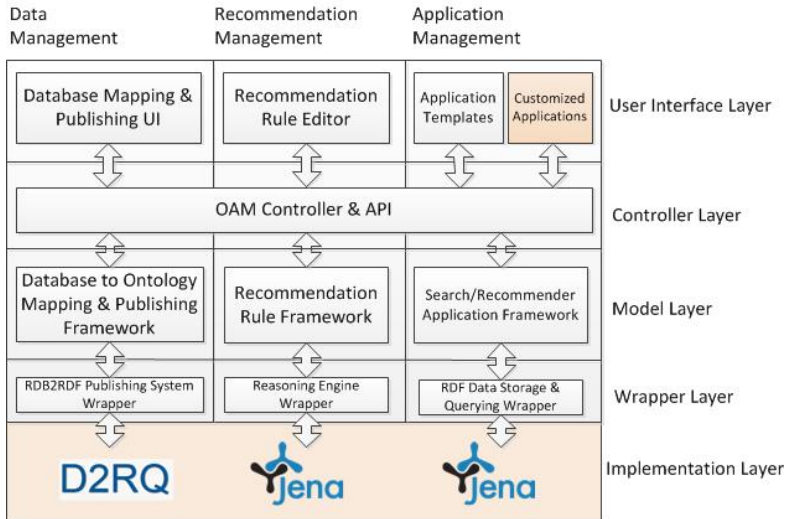 Data
Management
Recommendation
Management
Application
Management
Database Mapping &
Publishing UI
Recommendation
Rule Editor
Application
Templates
Customized
Applications
User Interface Layer
OAM Controller & API
Controller Layer
Database to Ontology
Mapping & Publishing
Framework
Recommendation
Rule Framework
Search/Recommender
Application Framework
Model Layer
RDB2RDF Publishing System
Wrapper
Reasoning Engine
Wrapper
RDF Data Storage &
Querying Wrapper
Wrapper Layer
D2RQ
Jena
Jena
Implementation Layer